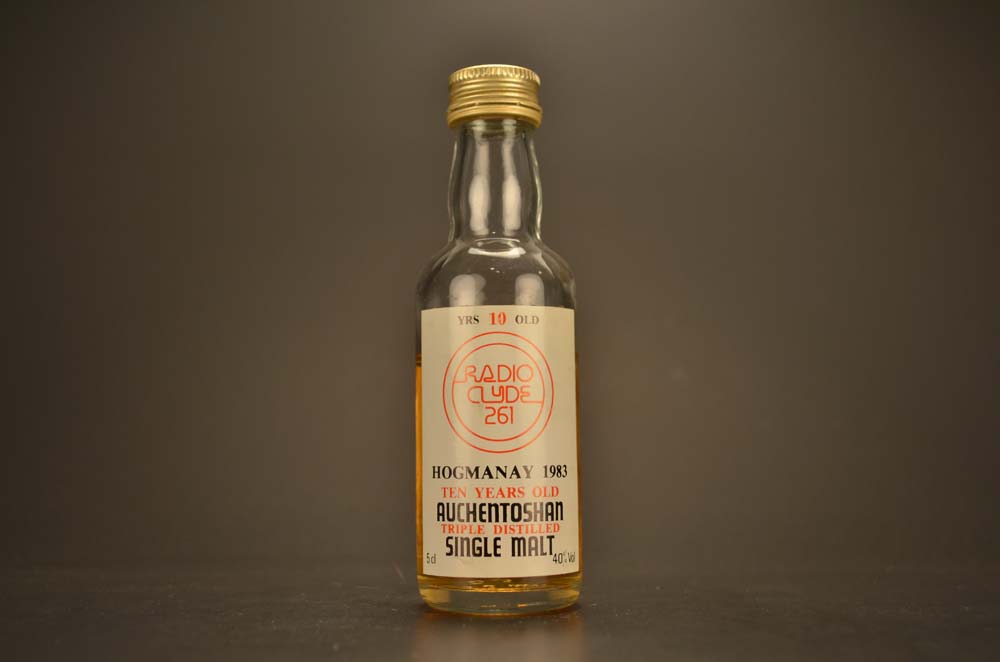 YRS 10 OLD
RADIO
CLYDE
261
HOGMANAY 1983
TEN YEARS OLD
AUCHENTOSHAN
TRIPLE DISTILLED
SINGLE MALT
5 cl 40% Vol